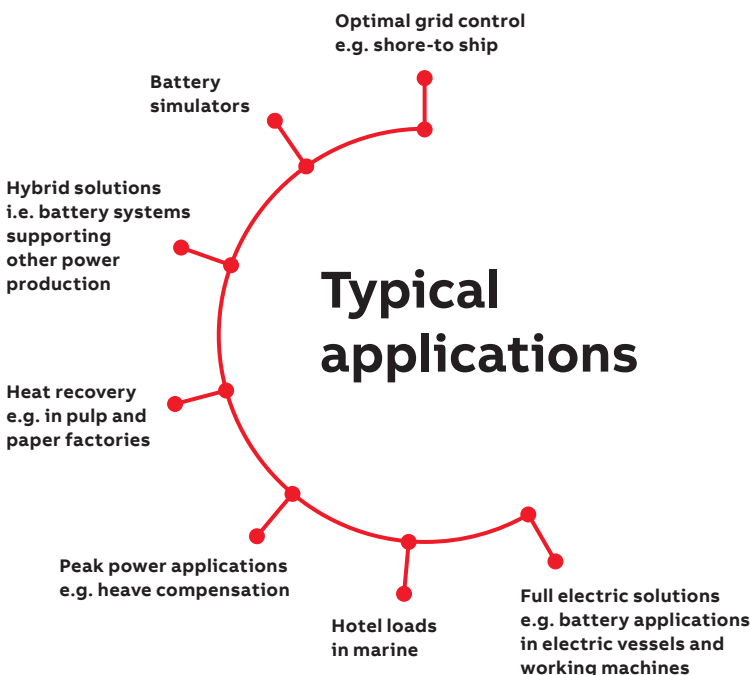 Optimal grid control
e.g. shore-to ship
Battery
simulators
Hybrid solutions
i.e. battery systems
supporting
other power
production
Typical
applications
Heat recovery
e.g. in pulp and
paper factories
Peak power applications
e.g. heave compensation
Hotel loads
in marine
Full electric solutions
e.g. battery applications
in electric vessels and
working machines